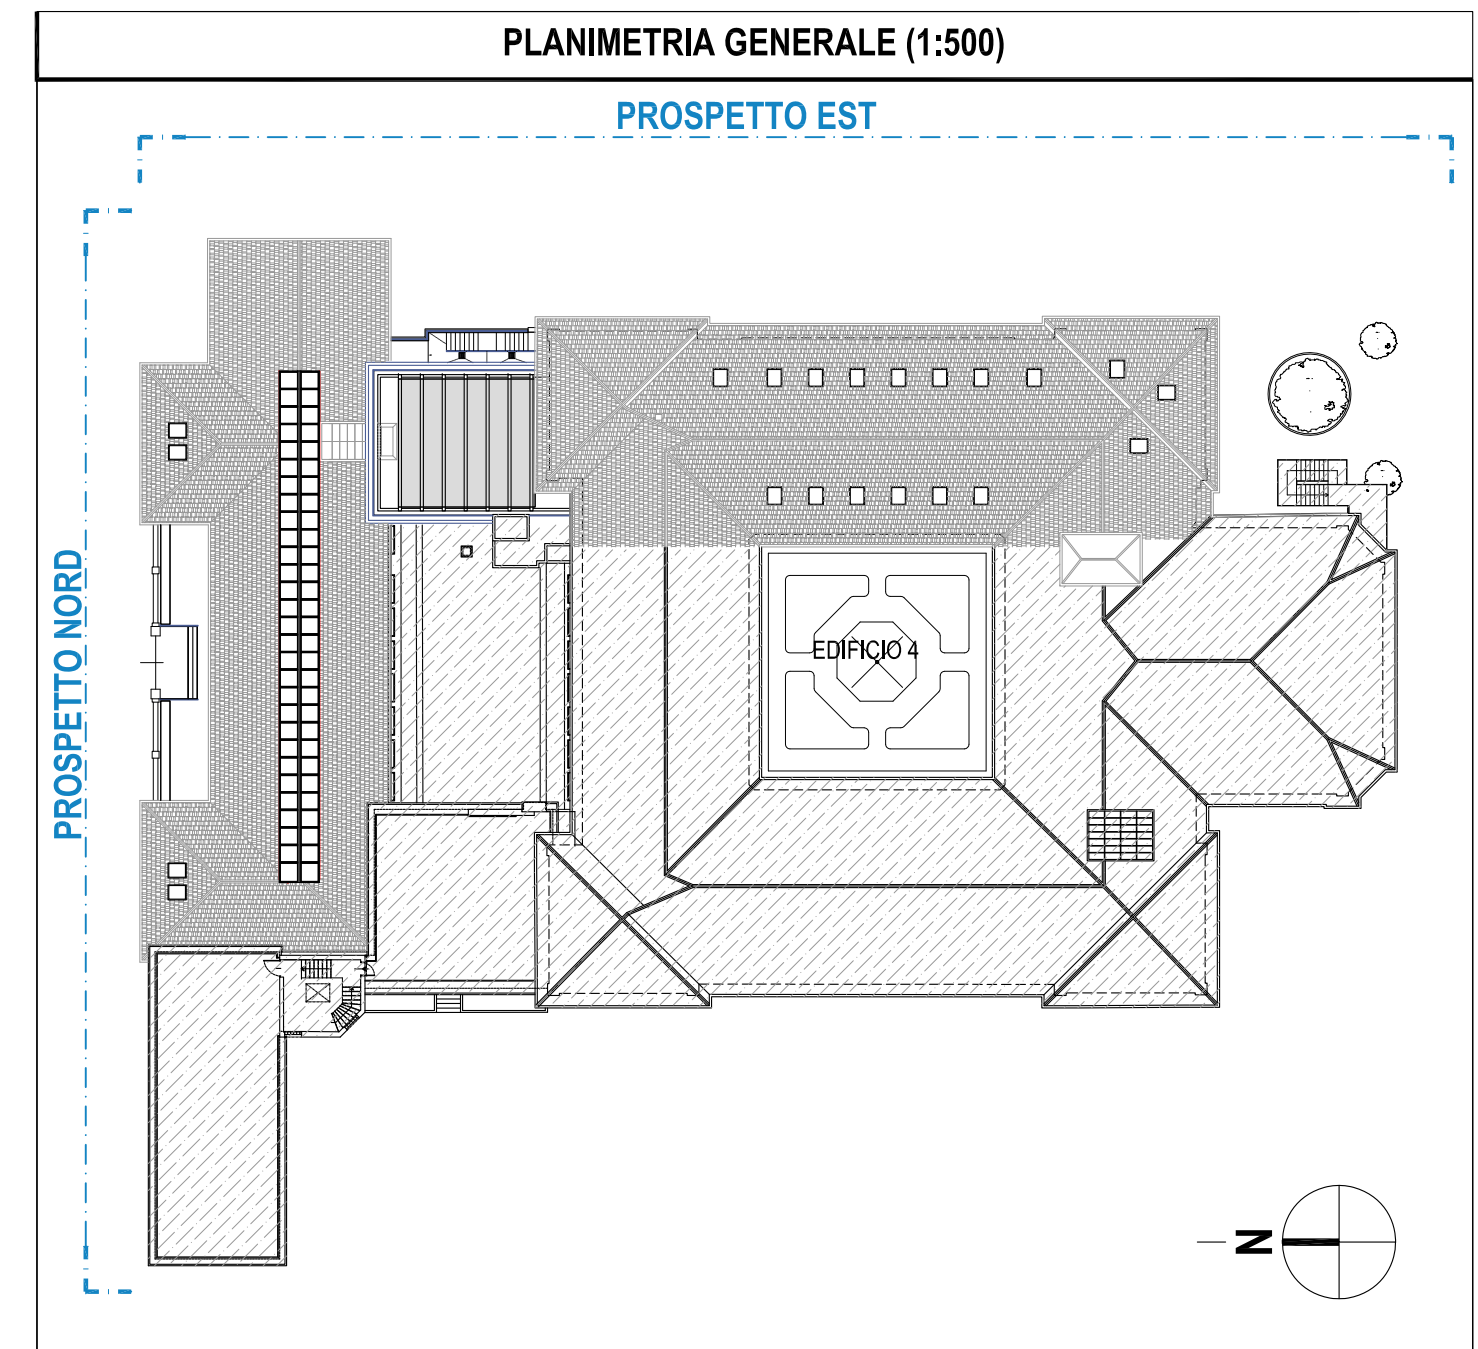 PLANIMETRIA GENERALE (1:500)
PROSPETTO EST
PROSPETTO NORD
EDIFICIO 4
N